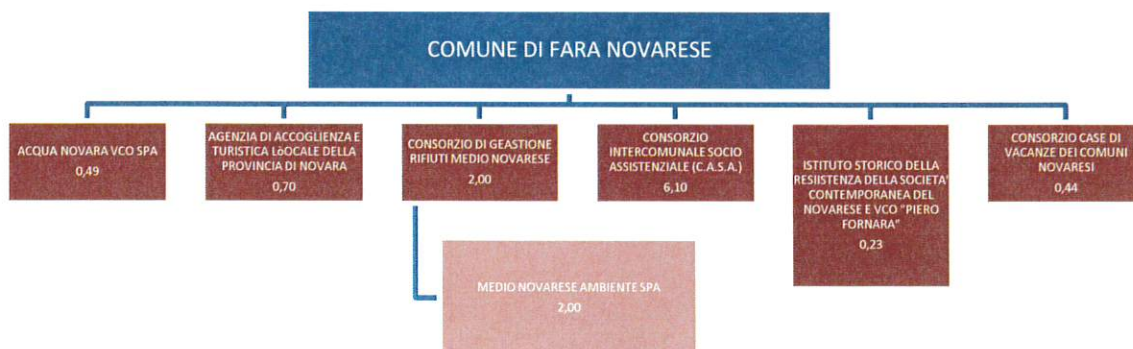 COMUNE DI FARA NOVARESE
ACQUA NOVARA VCO SPA
0,49
AGENZIA DI ACCOGLIENZA E
TURISTICA LòOCALE DELLA
PROVINCIA DI NOVARA
0,70
CONSORZIO DI GEASTIONE
RIFIUTI MEDIO NOVARESE
2,00
CONSORZIO
INTERCOMUNALE SOCIO
ASSISTENZIALE (C.A.S.A.)
6,10
ISTITUTO STORICO DELLA
RESIISTENZA DELLA SOCIETA'
CONTEMPORANEA DEL
NOVARESE E VCO "PIERO
FORNARA"
0,23
CONSORZIO CASE DI
VACANZE DEI COMUNI
NOVARESI
0,44
MEDIO NOVARESE AMBIENTE SPA
2,00